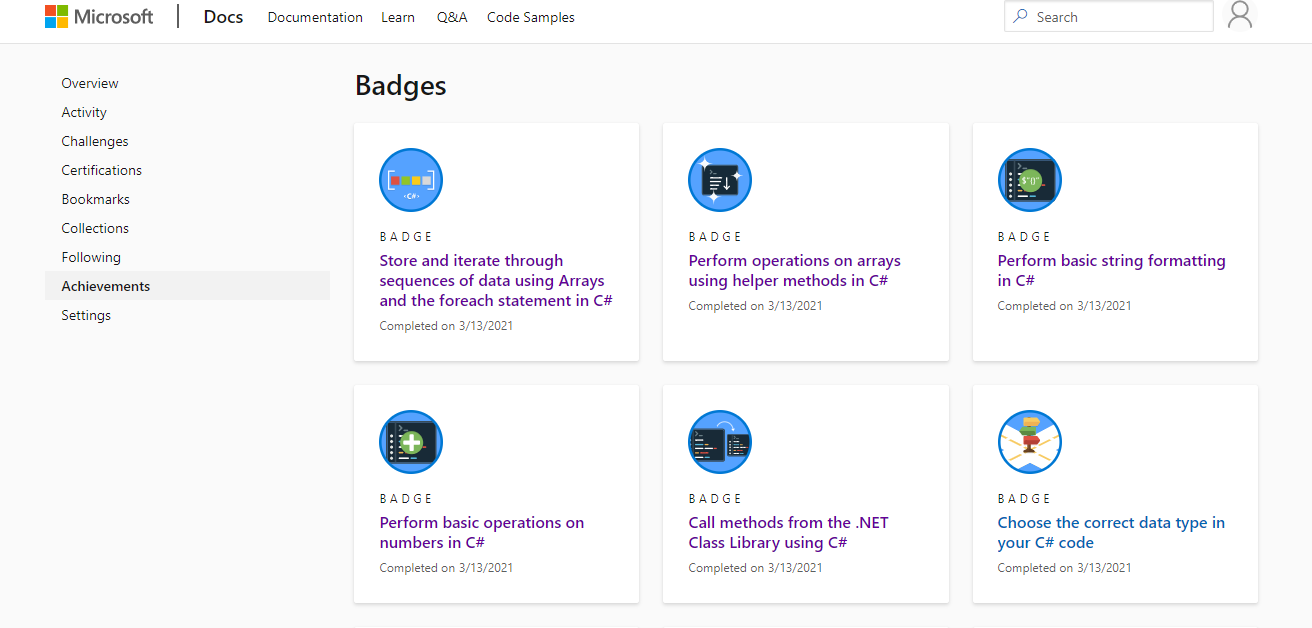 Microsoft
Docs
Documentation
Learn
Q&A
Code Samples
Search
Overview
Activity
Challenges
Certifications
Bookmarks
Collections
Following
Achievements
Settings
Badges
‹C#›
BADGE
Store and iterate through
sequences of data using Arrays
and the foreach statement in C#
Completed on 3/13/2021
BADGE
Perform operations on arrays
using helper methods in C#
Completed on 3/13/2021
$"{}"
BADGE
Perform basic string formatting
in C#
Completed on 3/13/2021
BADGE
Perform basic operations on
numbers in C#
Completed on 3/13/2021
BADGE
Call methods from the .NET
Class Library using C#
Completed on 3/13/2021
BADGE
Choose the correct data type in
your C# code
Completed on 3/13/2021